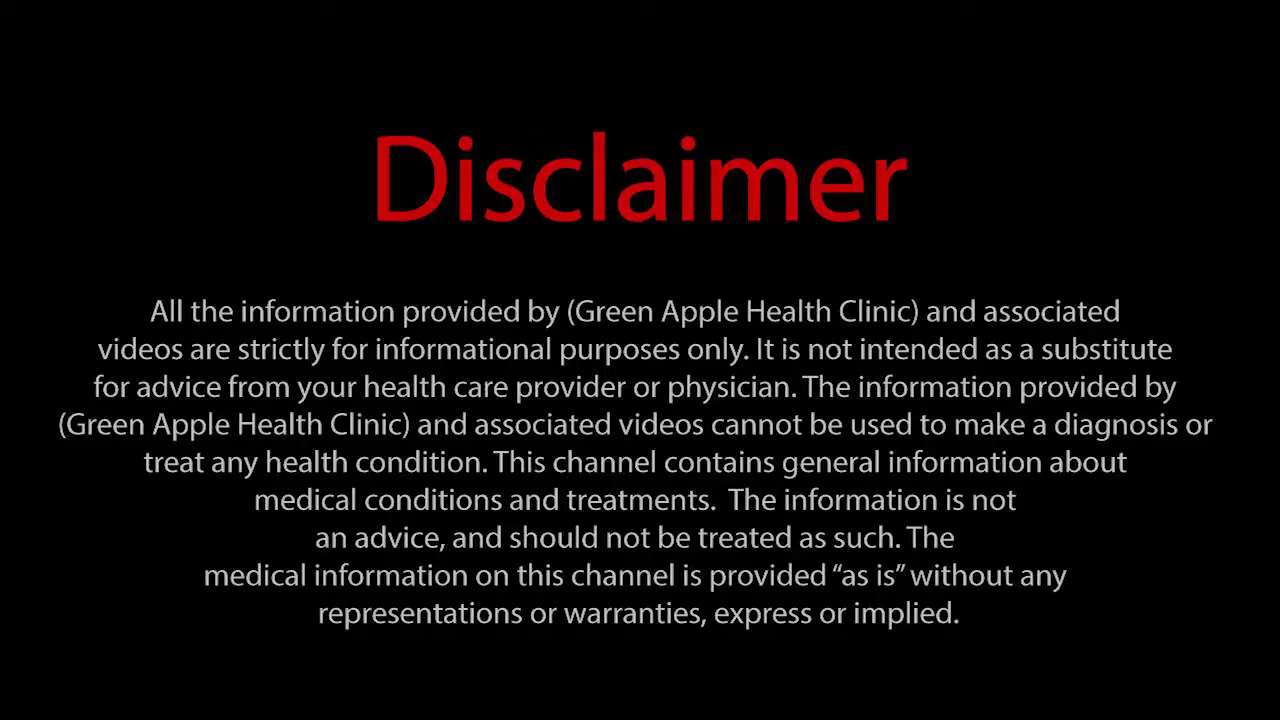 Disclaimer
All the information provided by (Green Apple Health Clinic) and associated
videos are strictly for informational purposes only. It is not intended as a substitute
for advice from your health care provider or physician. The information provided by
(Green Apple Health Clinic) and associated videos cannot be used to make a diagnosis or
treat any health condition. This channel contains general information about
medical conditions and treatments.  The information is not
an advice, and should not be treated as such. The
medical information on this channel is provided “as is” without any
representations or warranties, express or implied.